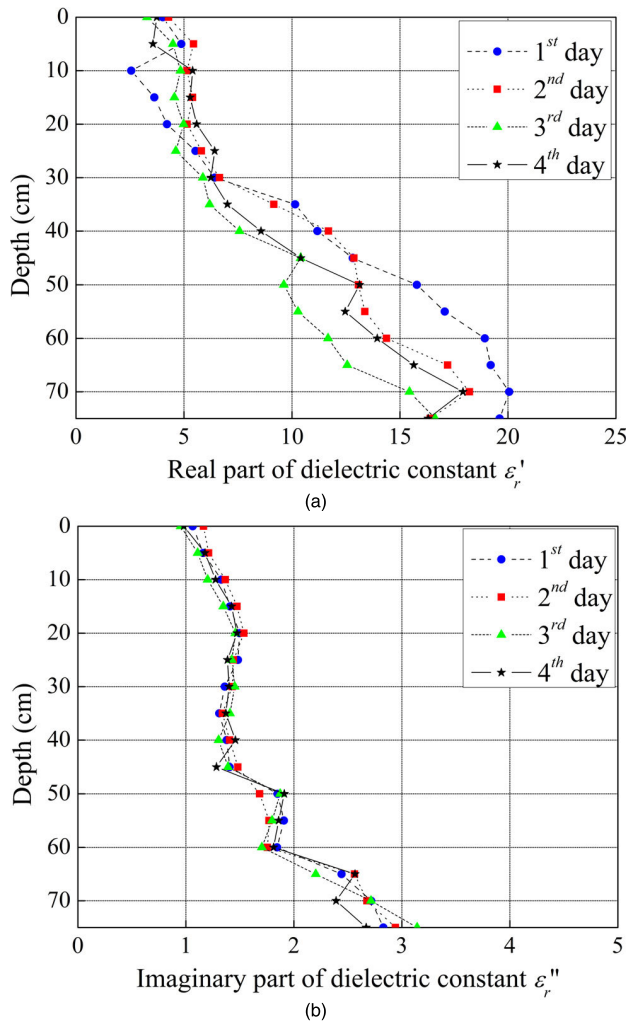 0
10
20
30
40
50
60
70
Depth (cm)
1st day
2nd day
3rd day
4th day
0 5 10 15 20 25
Real part of dielectric constant εr'
(a)
0
10
20
30
40
50
60
70
Depth (cm)
1st day
2nd day
3rd day
4th day
0 1 2 3 4 5
Imaginary part of dielectric constant εr"
(b)